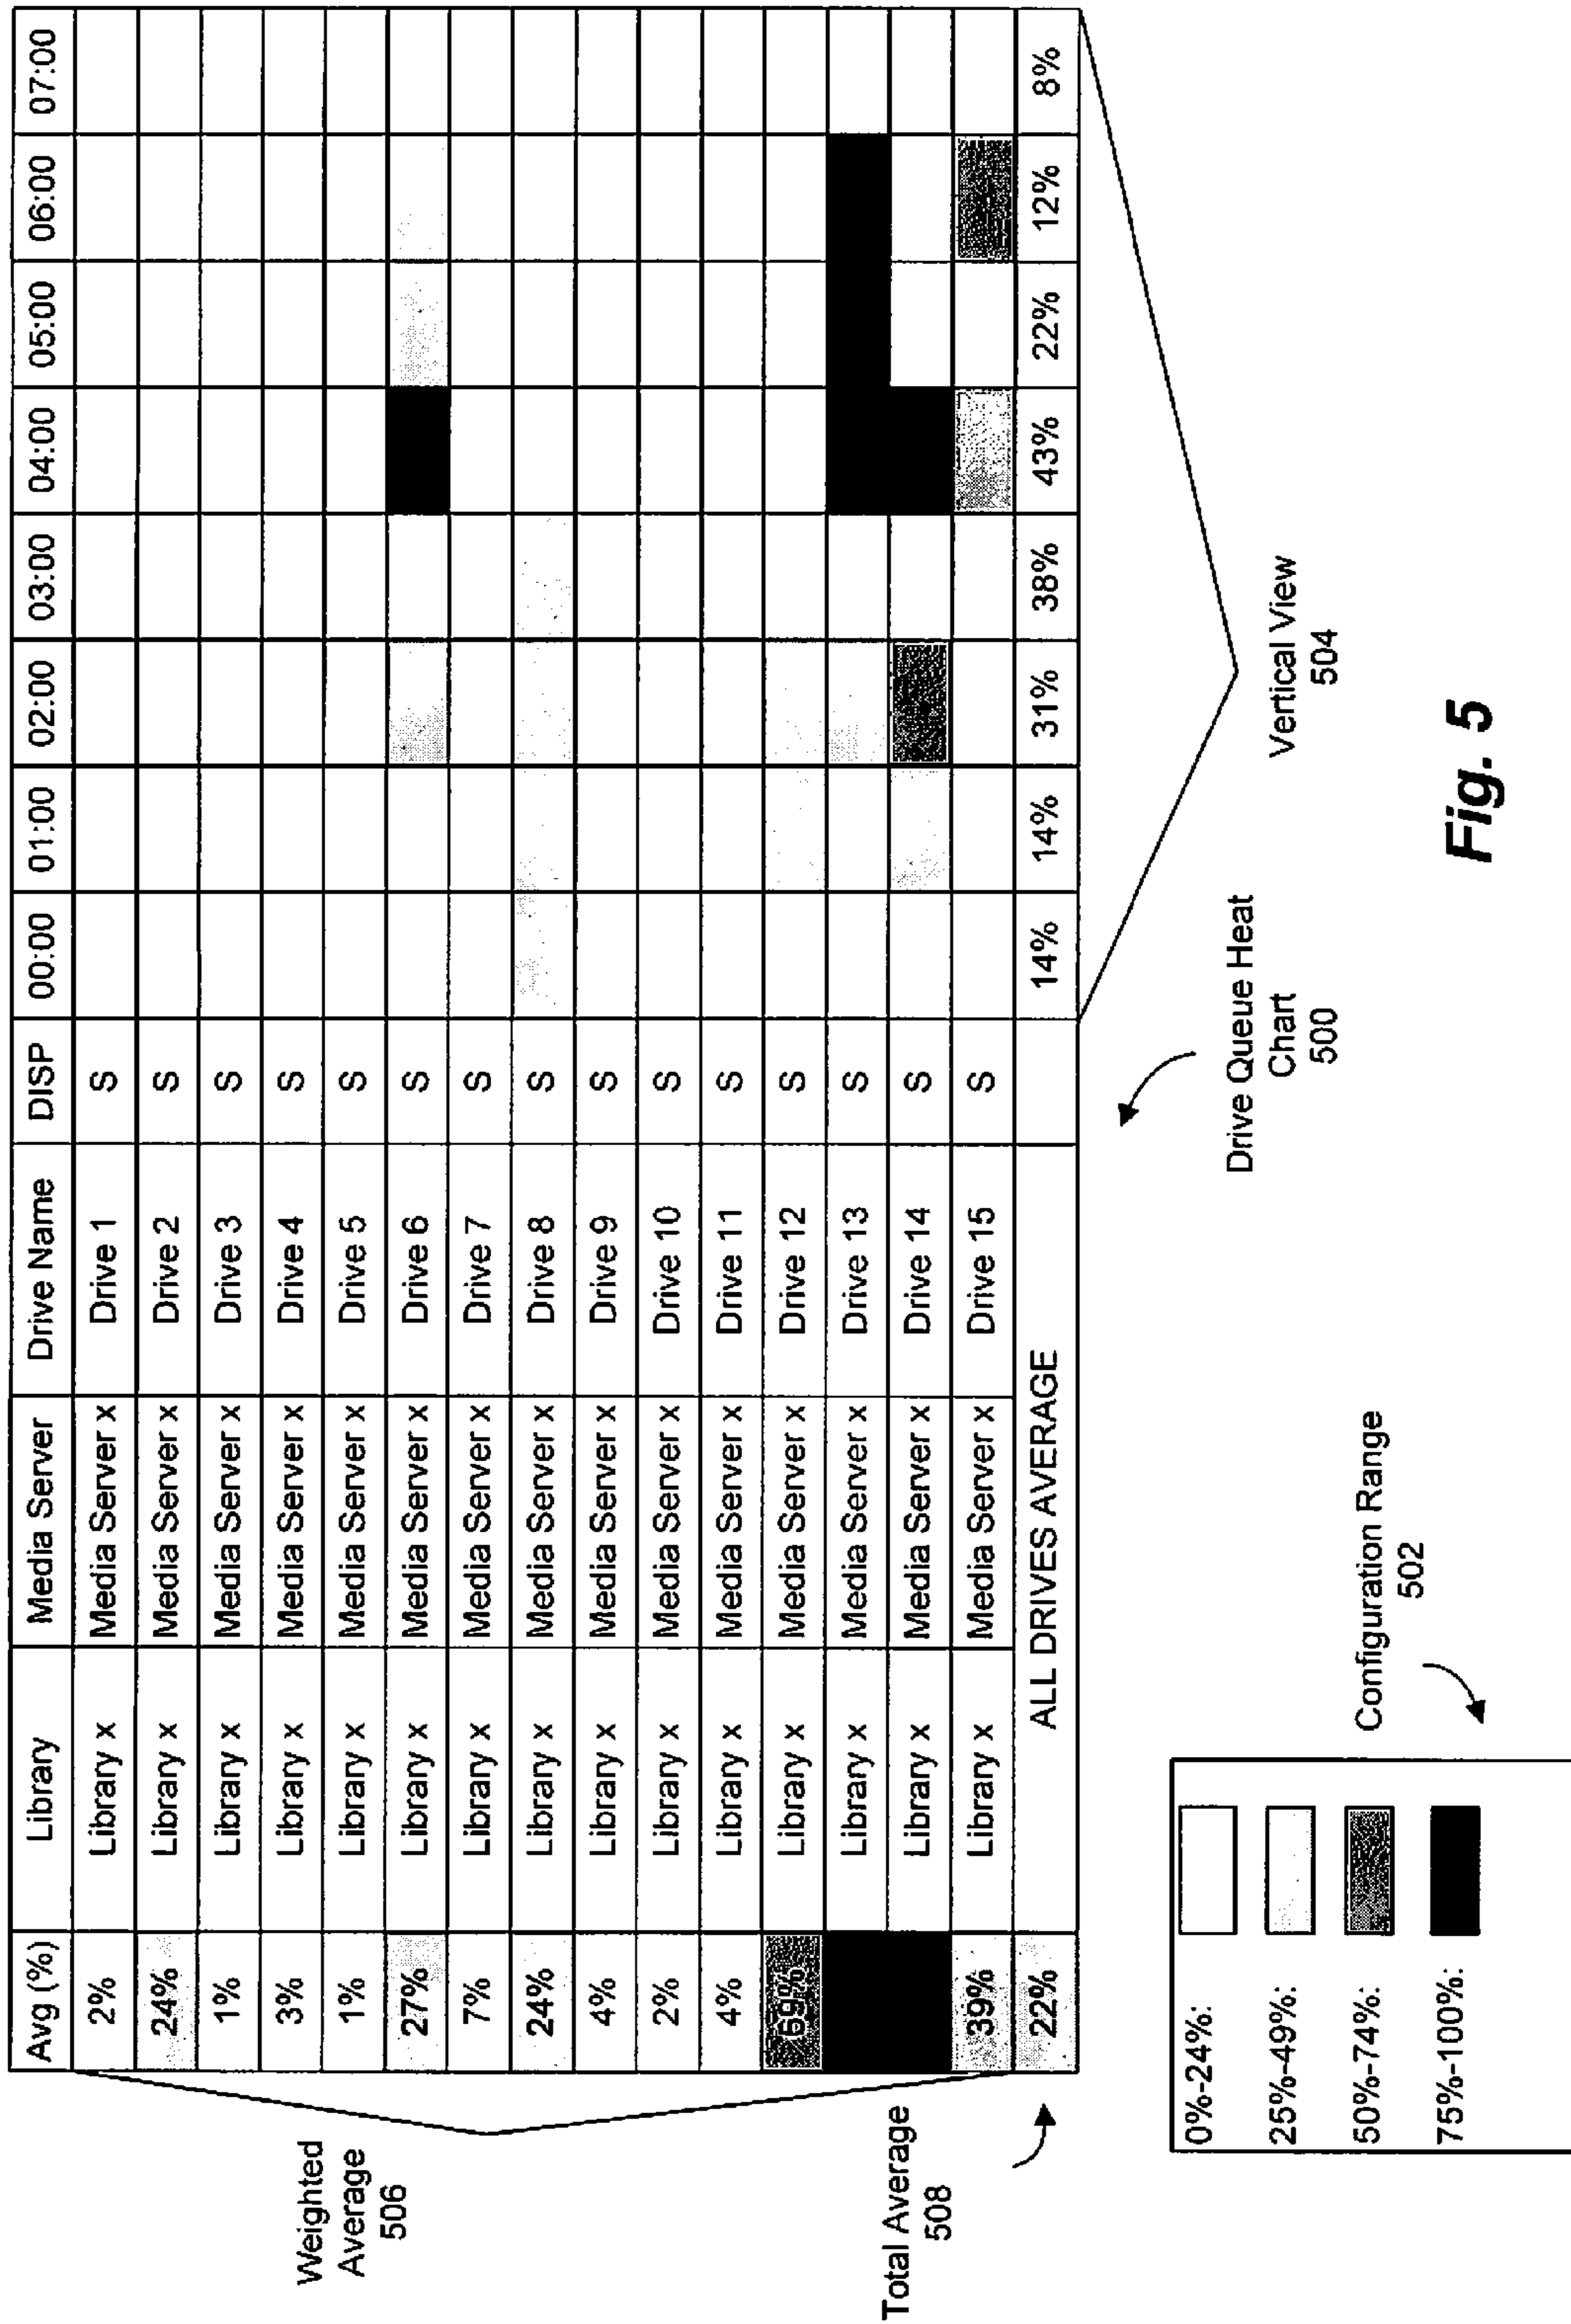 Avg (%) Library Media Server Drive Name DISP 00:00 01:00 02:00 03:00 04:00 05:00 06:00 07:00
2% Library x Media Server x Drive 1 S
24% Library x Media Server x Drive 2 S
1% Library x Media Server x Drive 3 S
3% Library x Media Server x Drive 4 S
1% Library x Media Server x Drive 5 S
27% Library x Media Server x Drive 6 S
7% Library x Media Server x Drive 7 S
24% Library x Media Server x Drive 8 S
4% Library x Media Server x Drive 9 S
2% Library x Media Server x Drive 10 S
4% Library x Media Server x Drive 11 S
69% Library x Media Server x Drive 12 S
Library x Media Server x Drive 13 S
Library x Media Server x Drive 14 S
39% Library x Media Server x Drive 15 S
22% ALL DRIVES AVERAGE 14% 14% 31% 38% 43% 22% 12% 8%
Weighted
Average
506
Total Average
508
Drive Queue Heat
Chart
500
Vertical View
504
0%-24%:
25%-49%:
50%-74%:
75%-100%:
Configuration Range
502
Fig. 5